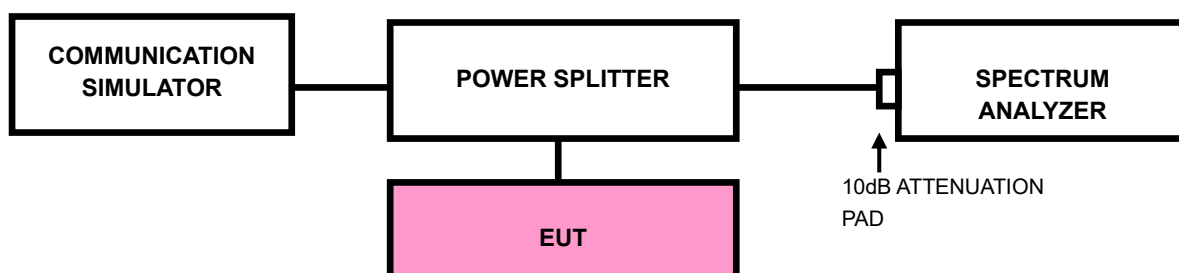 COMMUNICATION
SIMULATOR
POWER SPLITTER
SPECTRUM
ANALYZER
10dB ATTENUATION
PAD
EUT